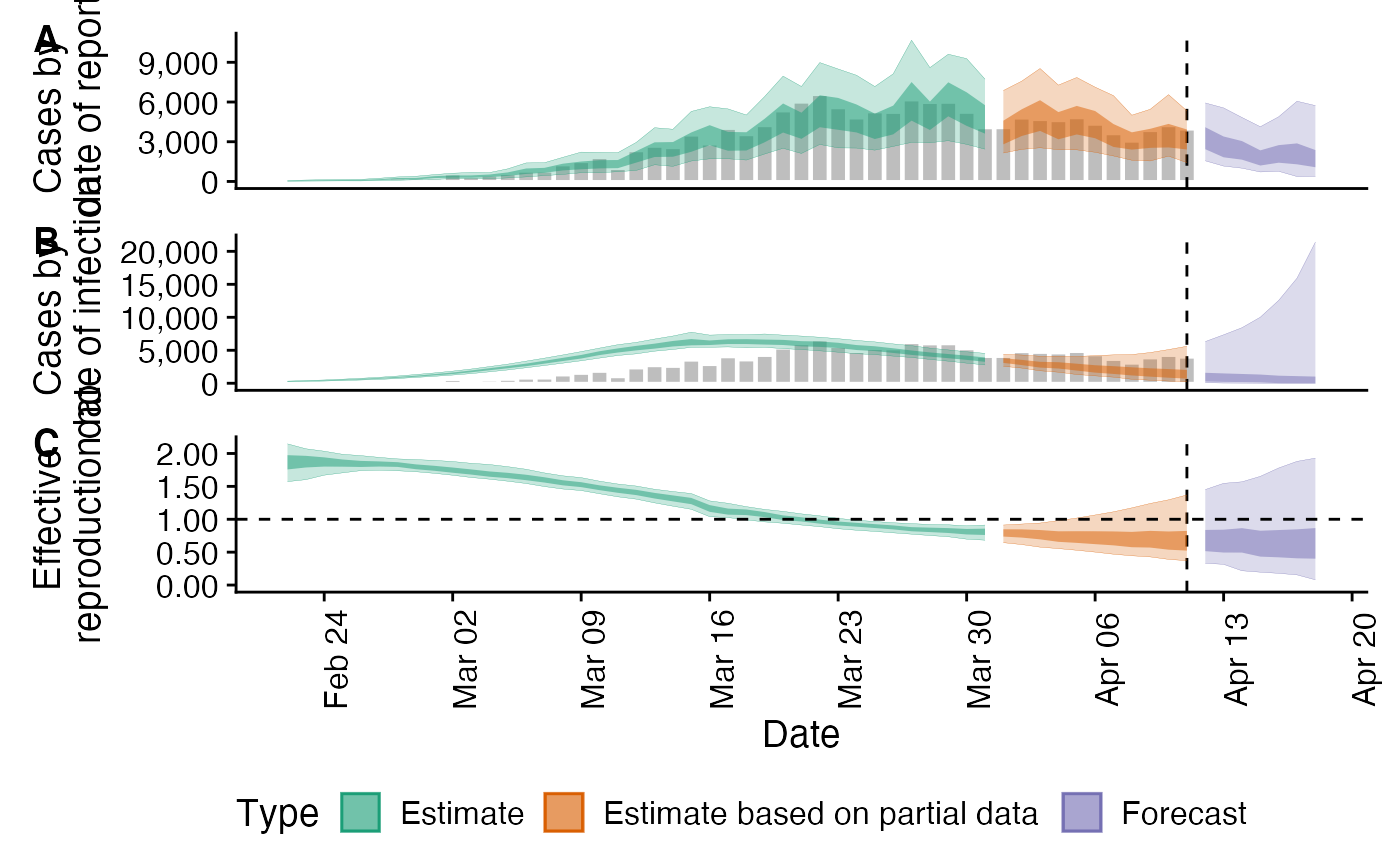 A
Cases by
date of report
9,000
6,000
3,000
0
B
Cases by
date of infection
20,000
15,000
10,000
5,000
0
C
Effective
reproduction
2.00
1.50
1.00
0.50
0.00
Feb 24
Mar 02
Mar 09
Mar 16
Mar 23
Mar 30
Apr 06
Apr 13
Apr 20
Date
Type Estimate Estimate based on partial data Forecast